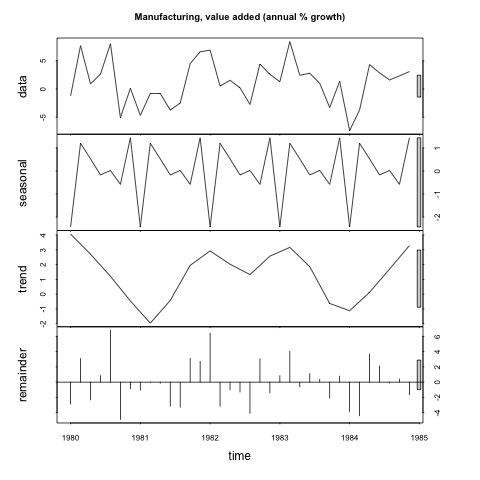 Manufacturing, value added (annual % growth)
data
-5 0 5
seasonal
-2 -1 0 1
trend
-2 -1 0 1 2 3 4
remainder
-4 -2 0 2 4 6
1980 1981 1982 1983 1984 1985
time